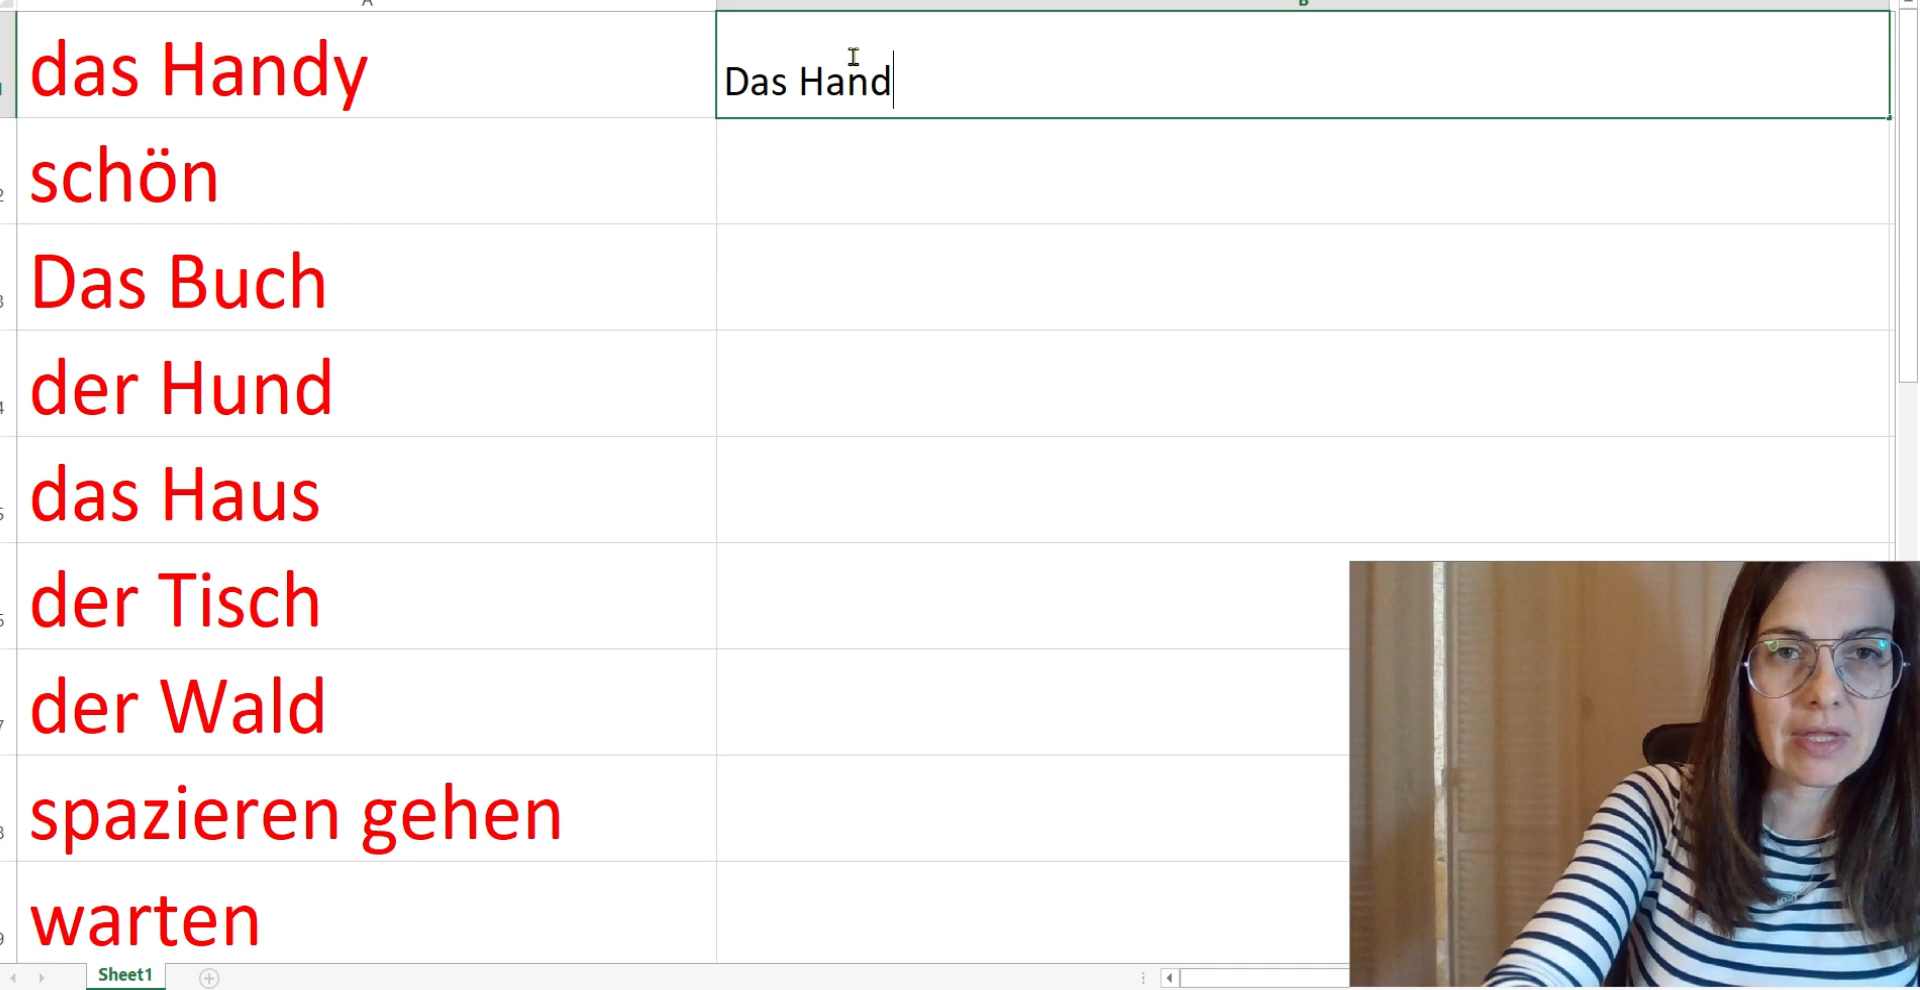 das Handy
Das Hand
schön
Das Buch
der Hund
das Haus
der Tisch
der Wald
spazieren gehen
warten
Sheet1